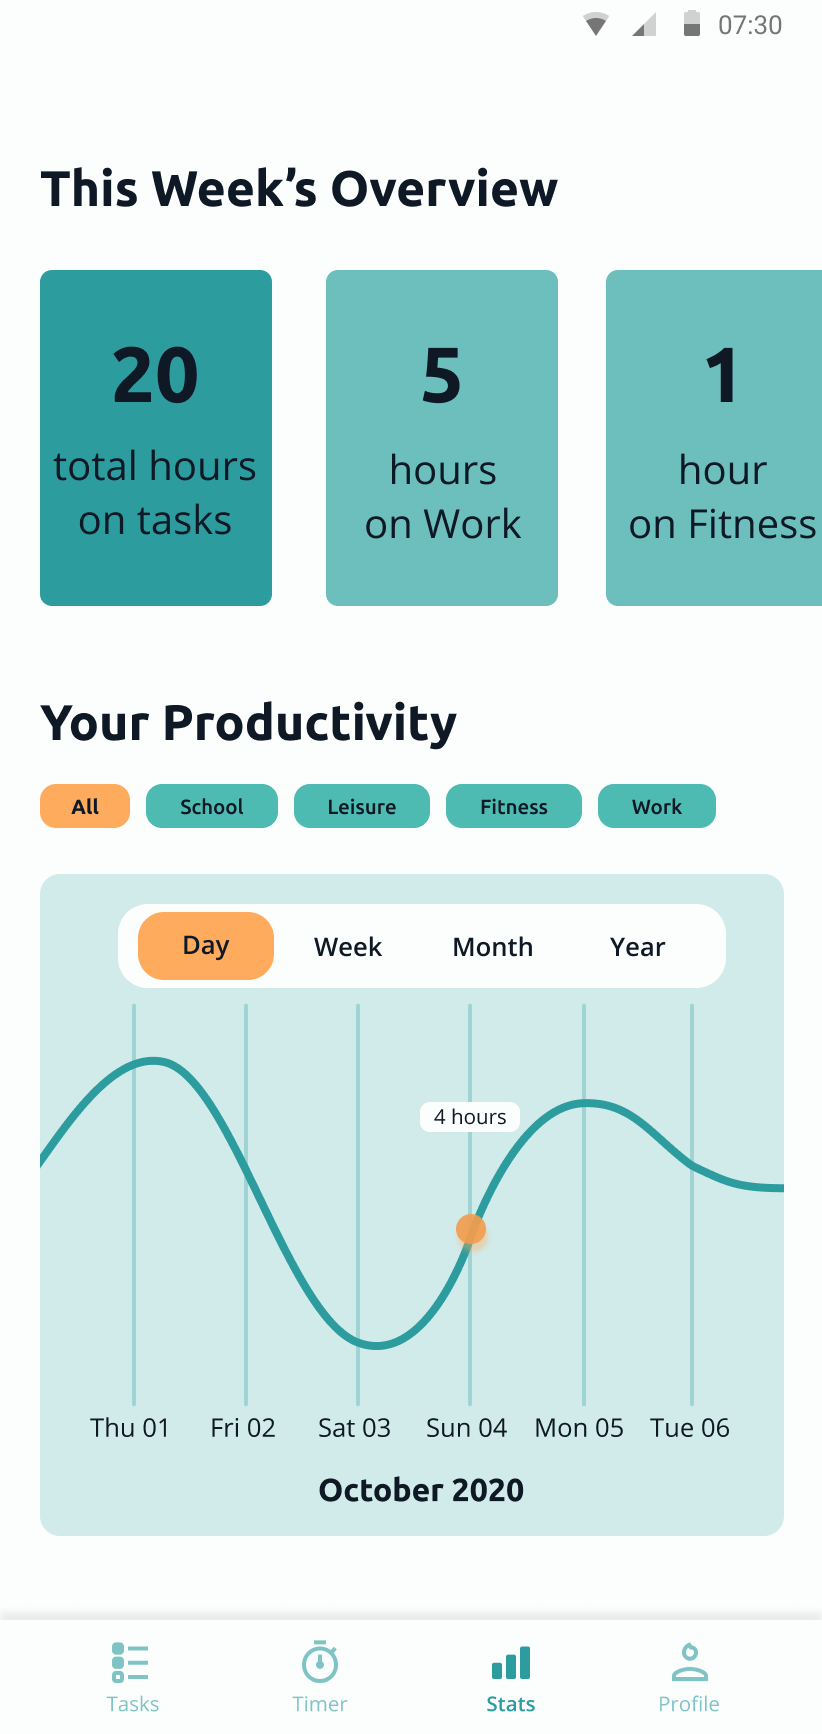 07:30
This Week’s Overview
20
total hours
on tasks
5
hours
on Work
1
hour
on Fitness
Your Productivity
All School Leisure Fitness Work
Day Week Month Year
4 hours
Thu 01 Fri 02 Sat 03 Sun 04 Mon 05 Tue 06
October 2020
Tasks Timer Stats Profile